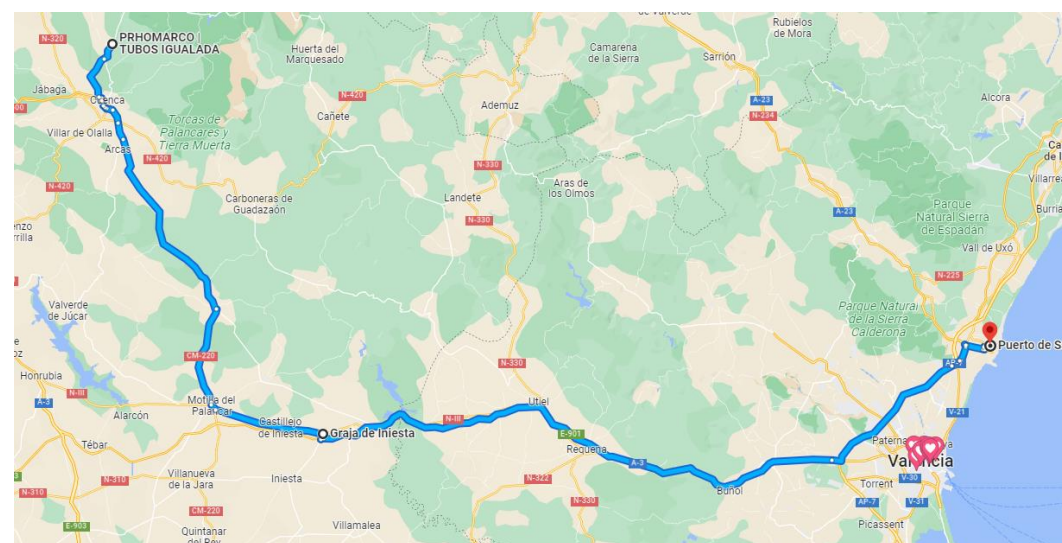 Rubielos
de Mora
N-320
PRHOMARCO |
TUBOS IGUALADA
Huerta del
Marquesado
Camarena
de la Sierra
Sarrión
Jábaga
Cuenca
N-420
Ademuz
A-23
N-234
Alcora
Cañete
Villar de Olalla
Torcas de
Palancares y
Tierra Muerta
Arcas
N-420
N-330
N-420
Carboneras de
Guadazaón
Landete
Aras de
los Olmos
N-330
A-23
Parque
Natural Sierra
de Espadán
Villarre
Burria
Vall de Uxó
N-225
Valverde
de Júcar
Parque Natural
de la Sierra
Calderona
Puerto de S
CM-220
N-330
AP-7
Honrubia
N-III
A-3
Motilla del
Palancar
Alarcón
Castillejo
de Iniesta
Graja de Iniesta
N-III
Utiel
E-901
V-21
Tébar
Requena
A-3
Paterna
Valencia
Villanueva
de la Jara
Iniesta
N-322
Buñol
Torrent
V-30
N-310
N-310
CM-220
N-330
AP-7
V-31
E-903
Quintanar
del Rey
Villamalea
Picassent